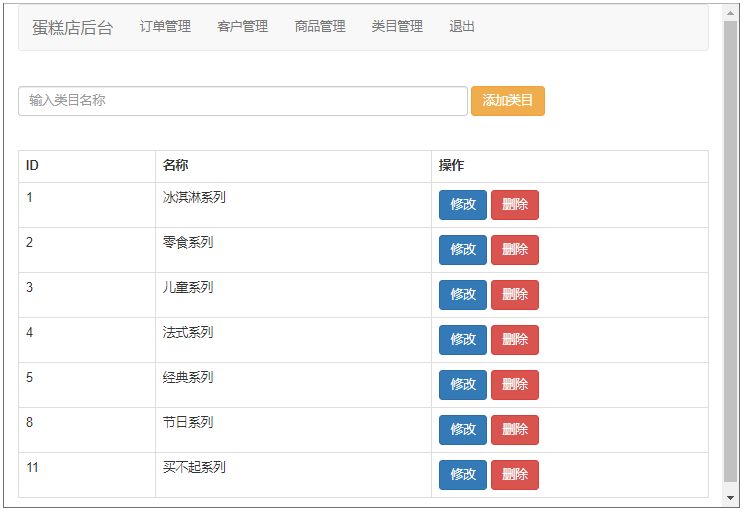 蛋糕店后台 订单管理 客户管理 商品管理 类目管理 退出
输入类目名称 添加类目
ID 名称 操作
1 冰淇淋系列 修改 删除
2 零食系列 修改 删除
3 儿童系列 修改 删除
4 法式系列 修改 删除
5 经典系列 修改 删除
8 节日系列 修改 删除
11 买不起系列 修改 删除